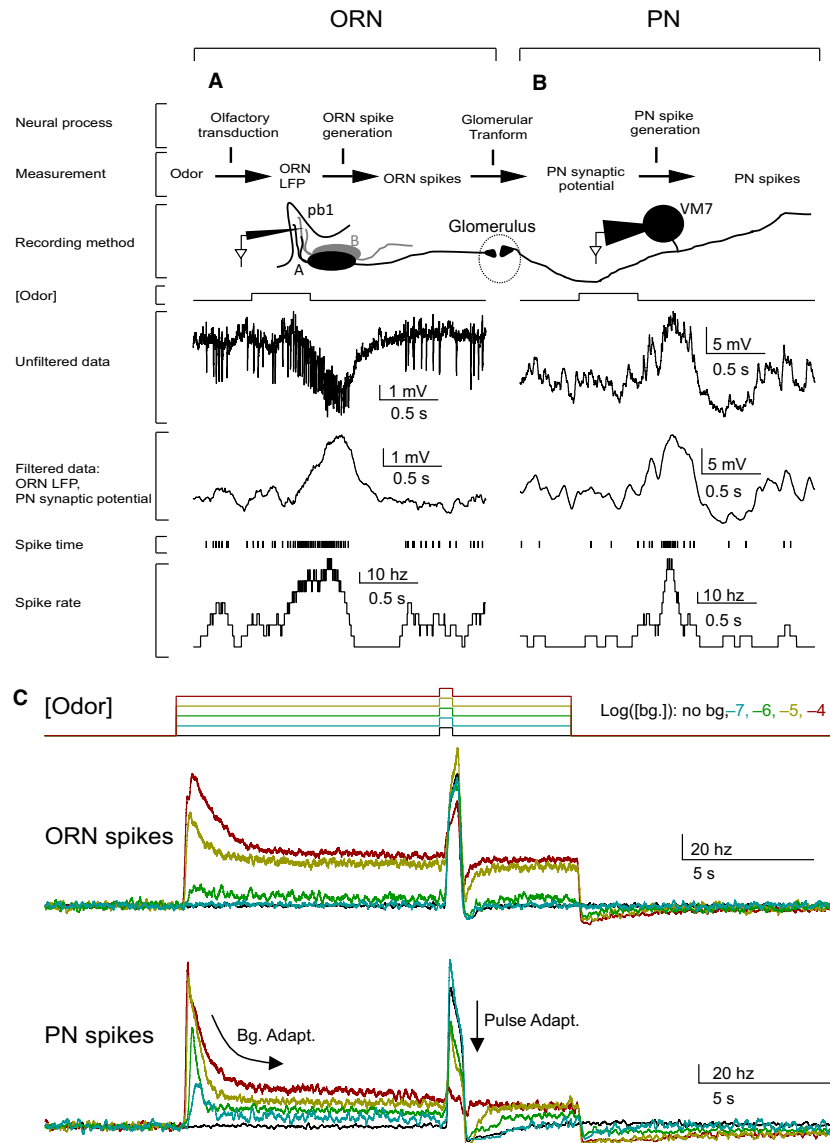 ORN PN
A B
Neural process
Olfactory transduction
ORN spike generation
Glomerular Tranform
PN spike generation
Measurement
Odor
ORN LFP
ORN spikes
PN synaptic potential
PN spikes
Recording method
pb1
B
A
Glomerulus
VM7
[Odor]
Unfiltered data
1 mV
0.5 s
5 mV
0.5 s
Filtered data:
ORN LFP,
PN synaptic potential
1 mV
0.5 s
5 mV
0.5 s
Spike time
Spike rate
10 hz
0.5 s
10 hz
0.5 s
C
[Odor]
Log([bg.]): no bg,–7, –6, –5, –4
ORN spikes
20 hz
5 s
PN spikes
Bg. Adapt.
Pulse Adapt.
20 hz
5 s